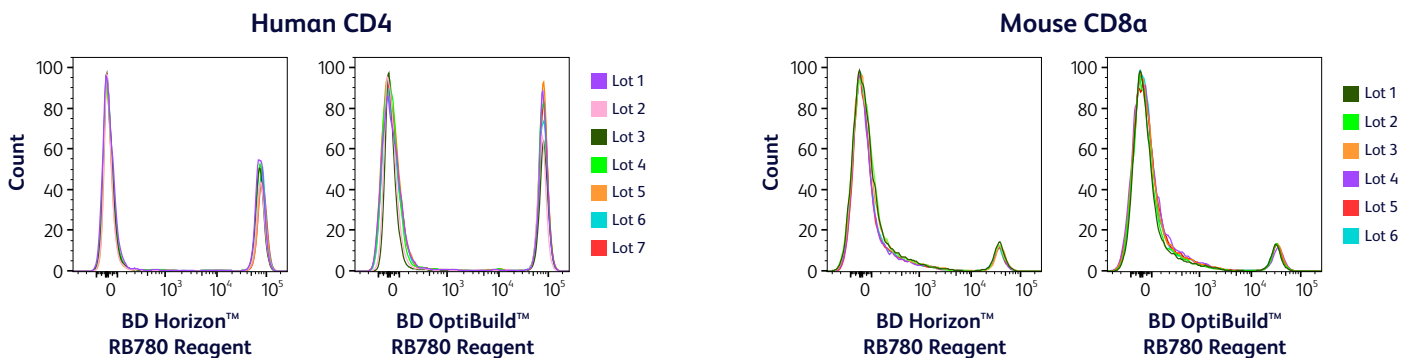 Human CD4
Mouse CD8a
Count
100
80
60
40
20
0
0 10³ 10⁴ 10⁵
BD Horizon™
RB780 Reagent
100
80
60
40
20
0
0 10³ 10⁴ 10⁵
BD OptiBuild™
RB780 Reagent
Lot 1
Lot 2
Lot 3
Lot 4
Lot 5
Lot 6
Lot 7
Count
100
80
60
40
20
0
0 10³ 10⁴ 10⁵
BD Horizon™
RB780 Reagent
100
80
60
40
20
0
0 10³ 10⁴ 10⁵
BD OptiBuild™
RB780 Reagent
Lot 1
Lot 2
Lot 3
Lot 4
Lot 5
Lot 6